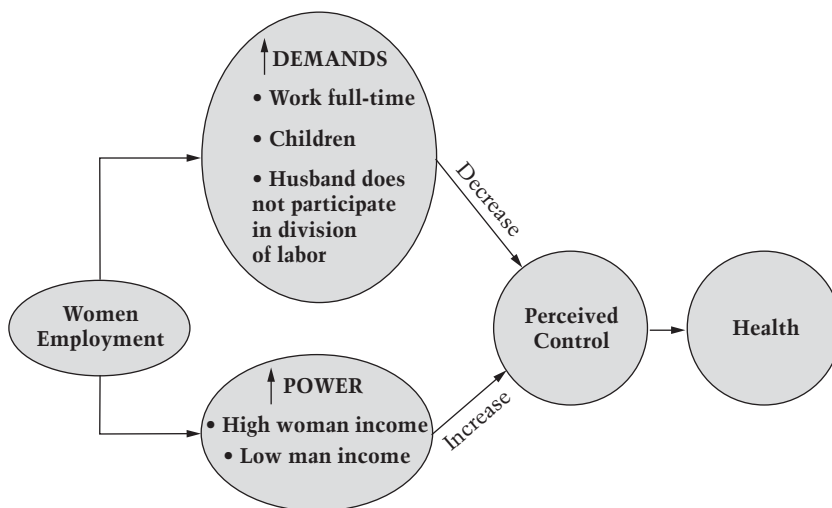 DEMANDS
• Work full-time
• Children
• Husband does
not participate
in division
of labor
Decrease
Women
Employment
Perceived
Control
Health
POWER
• High woman income
• Low man income
Increase